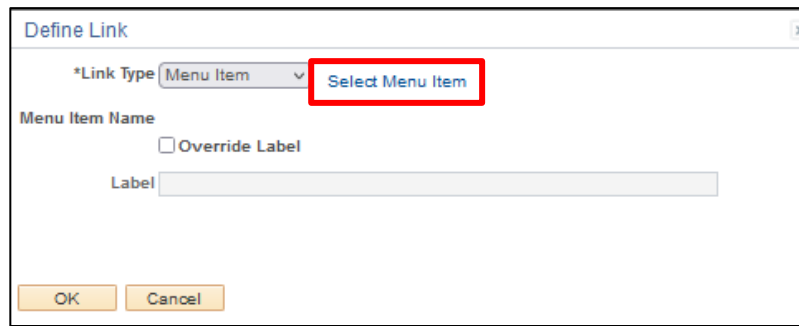 Define Link
*Link Type Menu Item Select Menu Item
Menu Item Name
Override Label
Label
OK Cancel